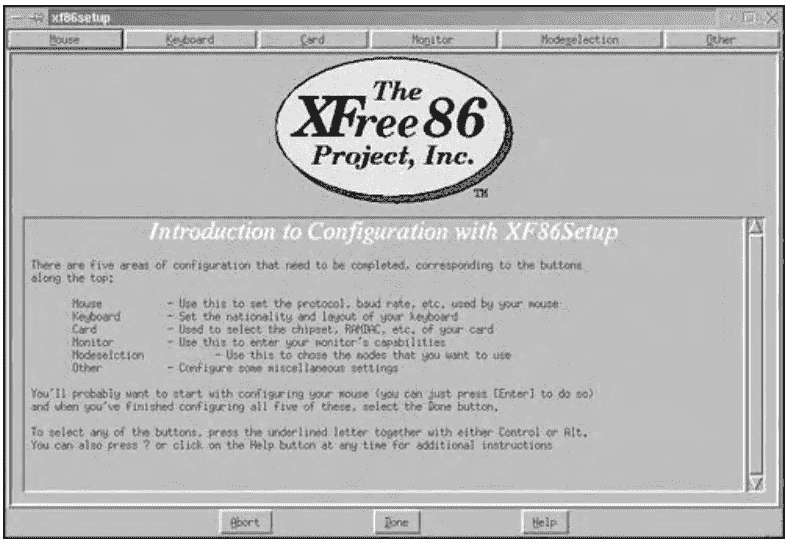 xf86setup
Mouse Keyboard Card Monitor Modeselection Other
The
XFree86
Project, Inc.
TM
Introduction to Configuration with XF86Setup
There are five areas of configuration that need to be completed, corresponding to the buttons
along the top:
Mouse - Use this to set the protocol, baud rate, etc. used by your mouse
Keyboard - Set the nationality and layout of your keyboard
Card - Used to select the chipset, RAMDAC, etc. of your card
Monitor - Use this to enter your monitor's capabilities
Modeselction - Use this to chose the modes that you want to use
Other - Configure some miscellaneous settings
You'll probably want to start with configuring your mouse (you can just press [Enter] to do so)
and when you've finished configuring all five of these, select the Done button.
To select any of the buttons, press the underlined letter together with either Control or Alt.
You can also press ? or click on the Help button at any time for additional instructions
Abort Done Help